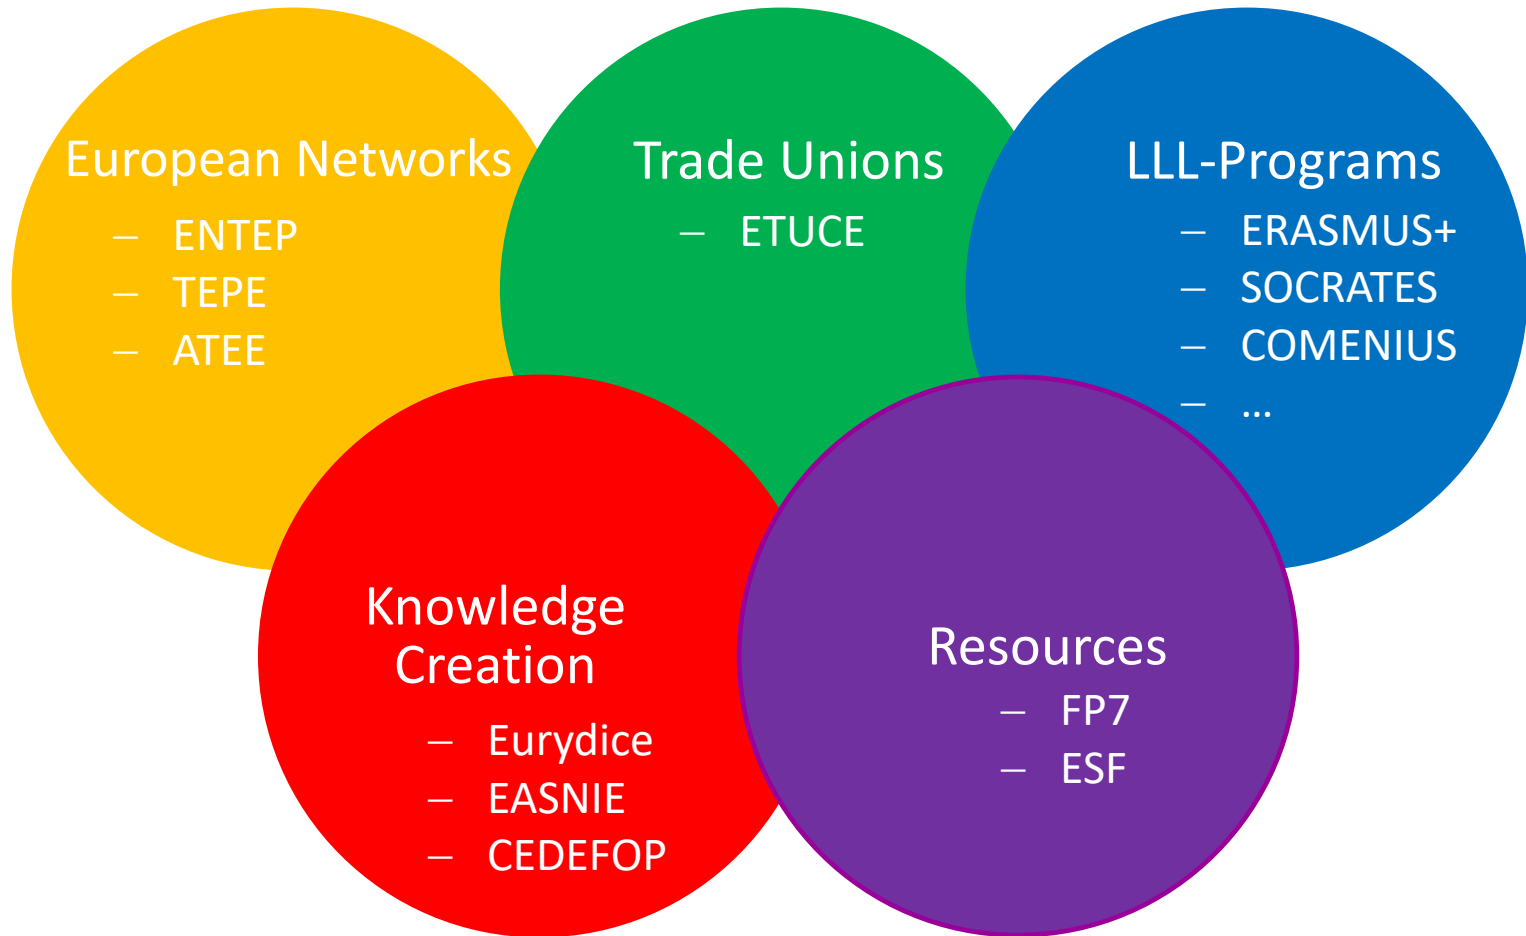 European Networks
– ENTEP
– TEPE
– ATEE
Trade Unions
– ETUCE
LLL-Programs
– ERASMUS+
– SOCRATES
– COMENIUS
– ...
Knowledge
Creation
– Eurydice
– EASNIE
– CEDEFOP
Resources
– FP7
– ESF